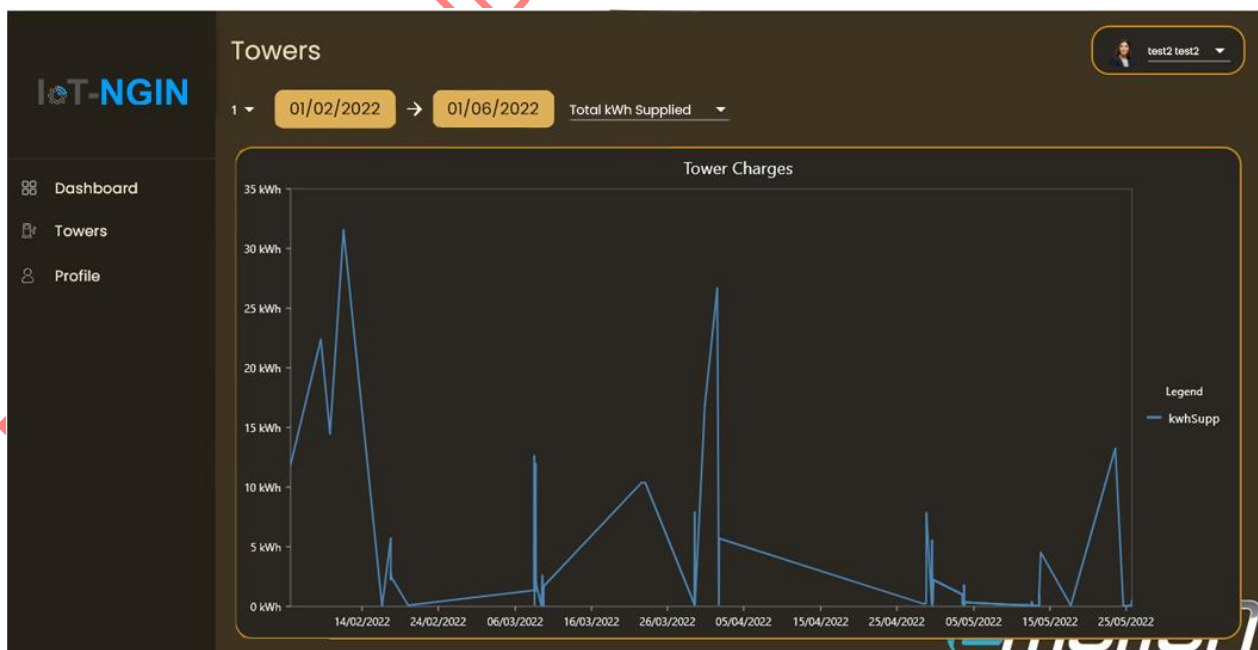 IoT-NGIN
Dashboard
Towers
Profile
Towers
test2 test2
1
01/02/2022 → 01/06/2022
Total kWh Supplied
Tower Charges
35 kWh
30 kWh
25 kWh
20 kWh
15 kWh
10 kWh
5 kWh
0 kWh
14/02/2022 24/02/2022 06/03/2022 16/03/2022 26/03/2022 05/04/2022 15/04/2022 25/04/2022 05/05/2022 15/05/2022 25/05/2022
Legend
kwhSupp